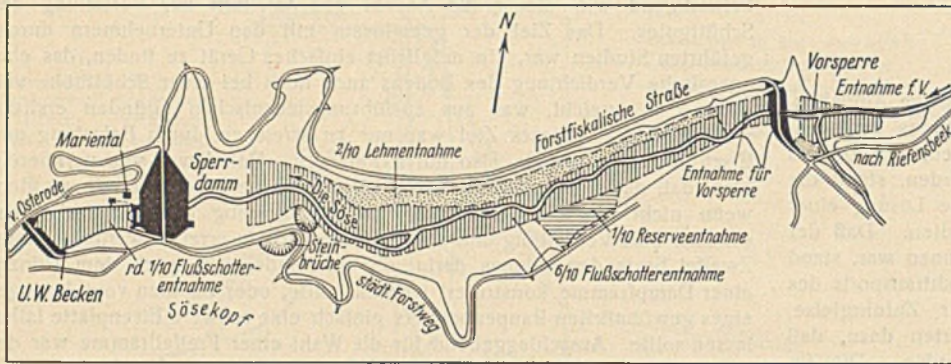 N
Vorsperre
Entnahme f. V.
Forstfiskalische Straße
nach Riefensbeek
Mariental
Sperr-
damm
2/10 Lehmentnahme
v. Osterode
Die Söse
Entnahme für
Vorsperre
Stein-
brüche
1/10 Reserveentnahme
6/10 Flußschotterentnahme
städt. Forstweg
U.W. Becken
rd. 1/10 Flußschotter-
entnahme
Sösekopf